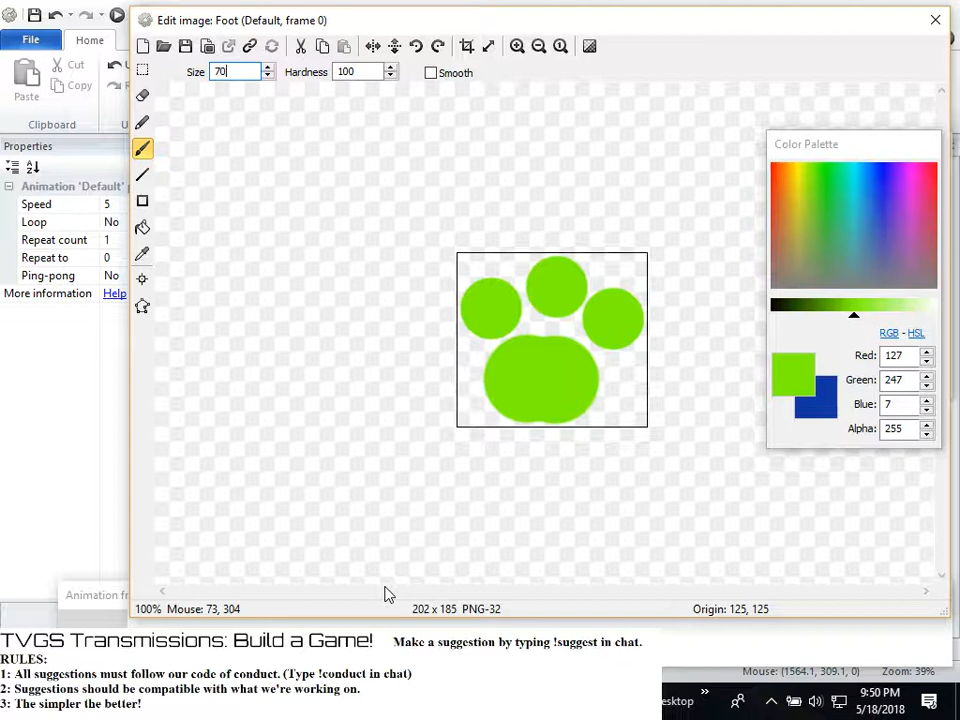 Edit image: Foot (Default, frame 0)
File
Home
Size 70 Hardness 100 Smooth
Cut
Copy
Paste
Clipboard
Properties
Animation 'Default'
Speed 5
Loop No
Repeat count 1
Repeat to 0
Ping-pong No
More information Help
Color Palette
RGB - HSL
Red: 127
Green: 247
Blue: 7
Alpha: 255
Animation
100% Mouse: 73, 304 202 x 185 PNG-32 Origin: 125, 125
TVGS Transmissions: Build a Game! Make a suggestion by typing !suggest in chat.
RULES:
1: All suggestions must follow our code of conduct. (Type !conduct in chat)
2: Suggestions should be compatible with what we're working on.
3: The simpler the better!
Mouse: (1564.1, 309.1, 0) Zoom: 39%
9:50 PM
5/18/2018